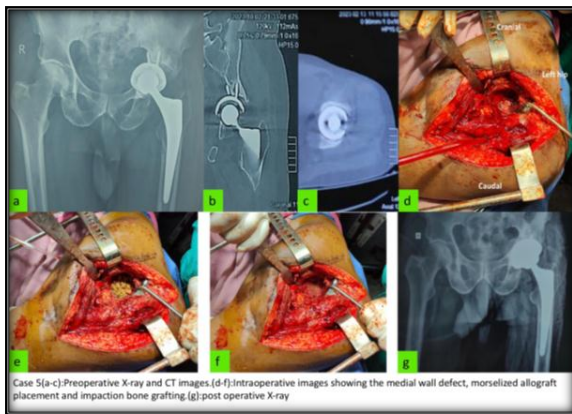 R
a
b
c
Cranial
Left hip
Caudal
d
e
f
g
Case 5(a-c):Preoperative X-ray and CT images.(d-f):Intraoperative images showing the medial wall defect, morselized allograft
placement and impaction bone grafting.(g):post operative X-ray